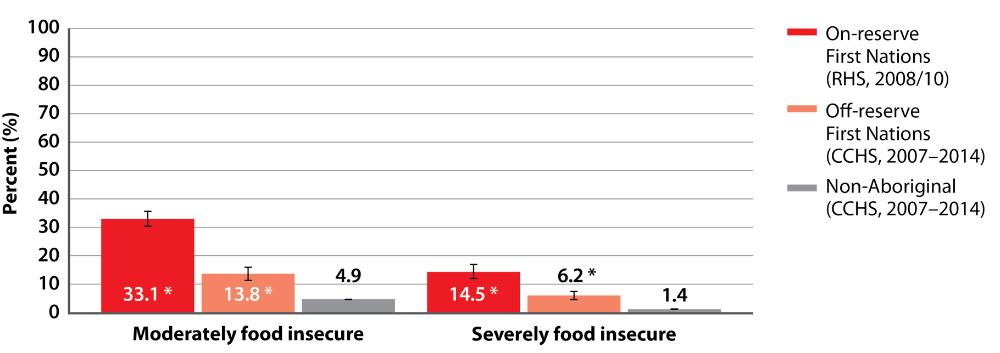 Percent (%)
100
90
80
70
60
50
40
30
20
10
0
33.1 *
13.8 *
4.9
14.5 *
6.2 *
1.4
Moderately food insecure
Severely food insecure
On-reserve
First Nations
(RHS, 2008/10)
Off-reserve
First Nations
(CCHS, 2007–2014)
Non-Aboriginal
(CCHS, 2007–2014)